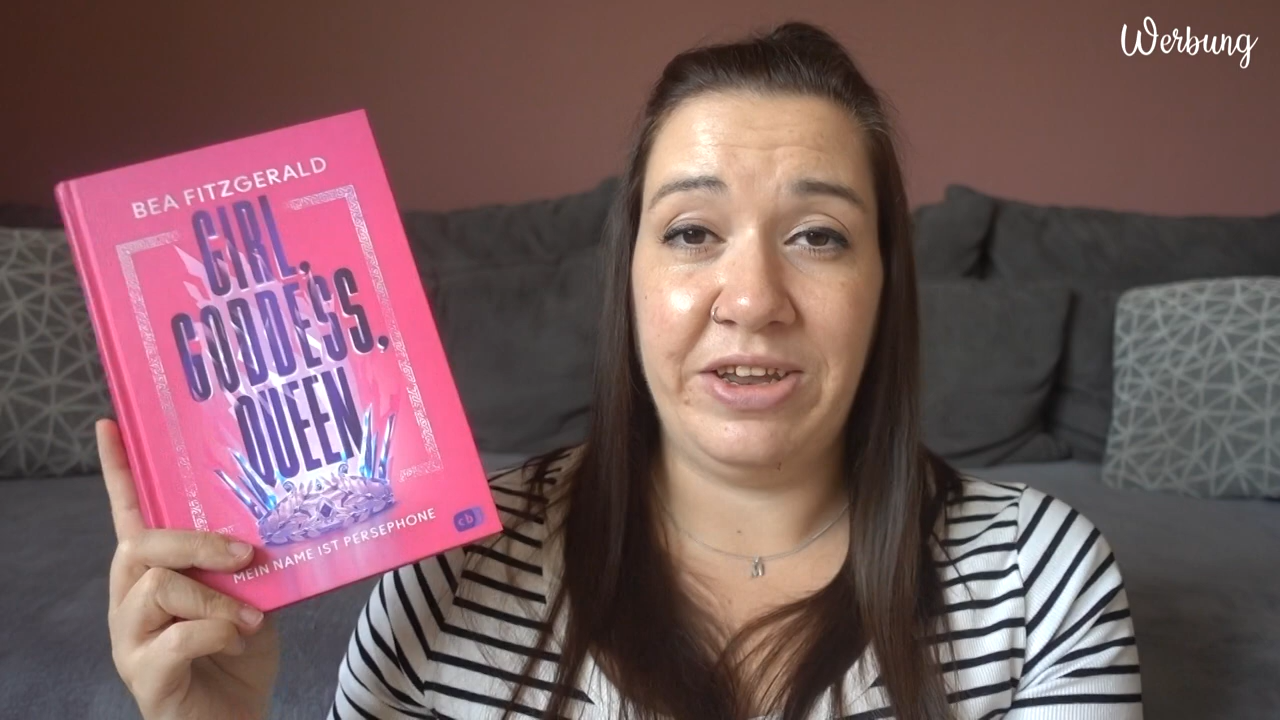 Werbung
BEA FITZGERALD
GIRL,
GODDESS,
QUEEN
MEIN NAME IST PERSEPHONE
cbj